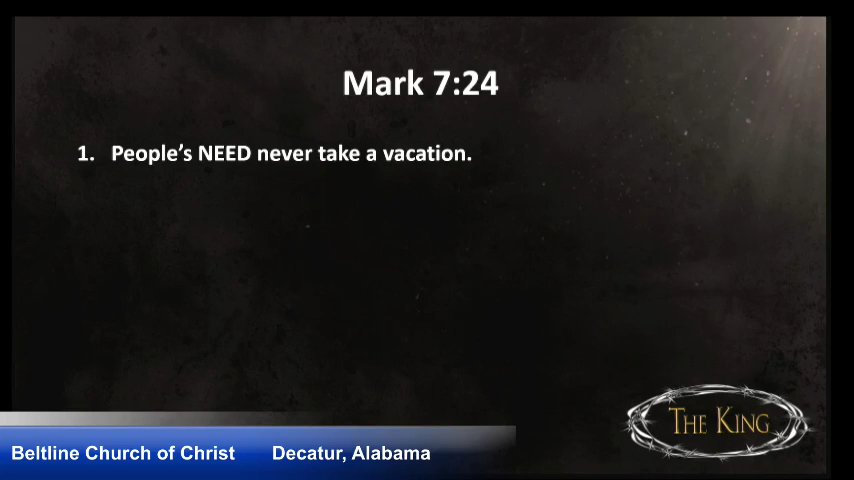 Mark 7:24
1. People's NEED never take a vacation.
THE KING
Beltline Church of Christ Decatur, Alabama